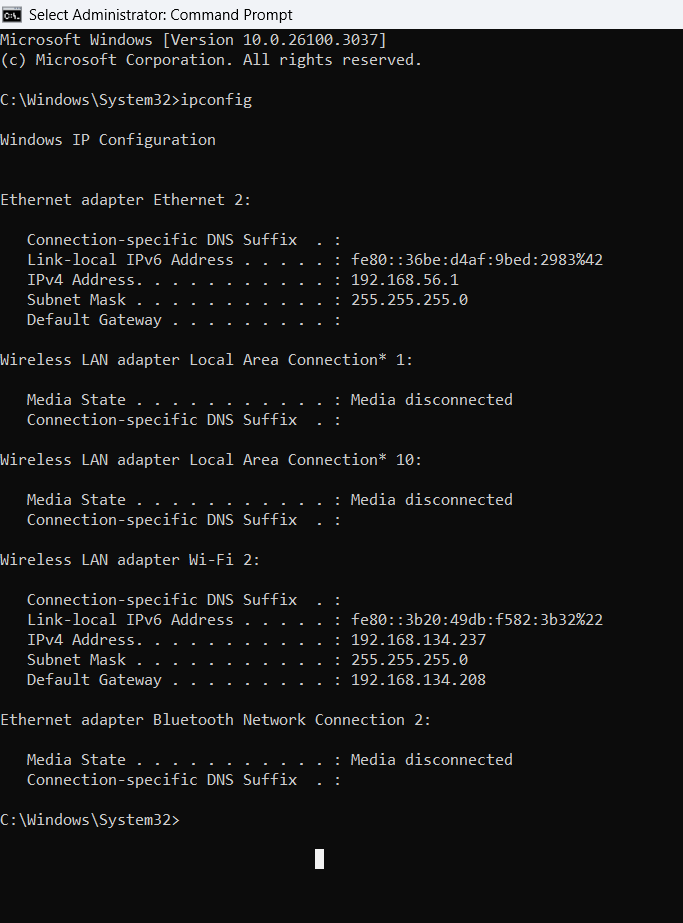 Select Administrator: Command Prompt
Microsoft Windows [Version 10.0.26100.3037]
(c) Microsoft Corporation. All rights reserved.
C:\Windows\System32>ipconfig
Windows IP Configuration
Ethernet adapter Ethernet 2:
   Connection-specific DNS Suffix  . :
   Link-local IPv6 Address . . . . . : fe80::36be:d4af:9bed:2983%42
   IPv4 Address. . . . . . . . . . . : 192.168.56.1
   Subnet Mask . . . . . . . . . . . : 255.255.255.0
   Default Gateway . . . . . . . . . :
Wireless LAN adapter Local Area Connection* 1:
   Media State . . . . . . . . . . . : Media disconnected
   Connection-specific DNS Suffix  . :
Wireless LAN adapter Local Area Connection* 10:
   Media State . . . . . . . . . . . : Media disconnected
   Connection-specific DNS Suffix  . :
Wireless LAN adapter Wi-Fi 2:
   Connection-specific DNS Suffix  . :
   Link-local IPv6 Address . . . . . : fe80::3b20:49db:f582:3b32%22
   IPv4 Address. . . . . . . . . . . : 192.168.134.237
   Subnet Mask . . . . . . . . . . . : 255.255.255.0
   Default Gateway . . . . . . . . . : 192.168.134.208
Ethernet adapter Bluetooth Network Connection 2:
   Media State . . . . . . . . . . . : Media disconnected
   Connection-specific DNS Suffix  . :
C:\Windows\System32>